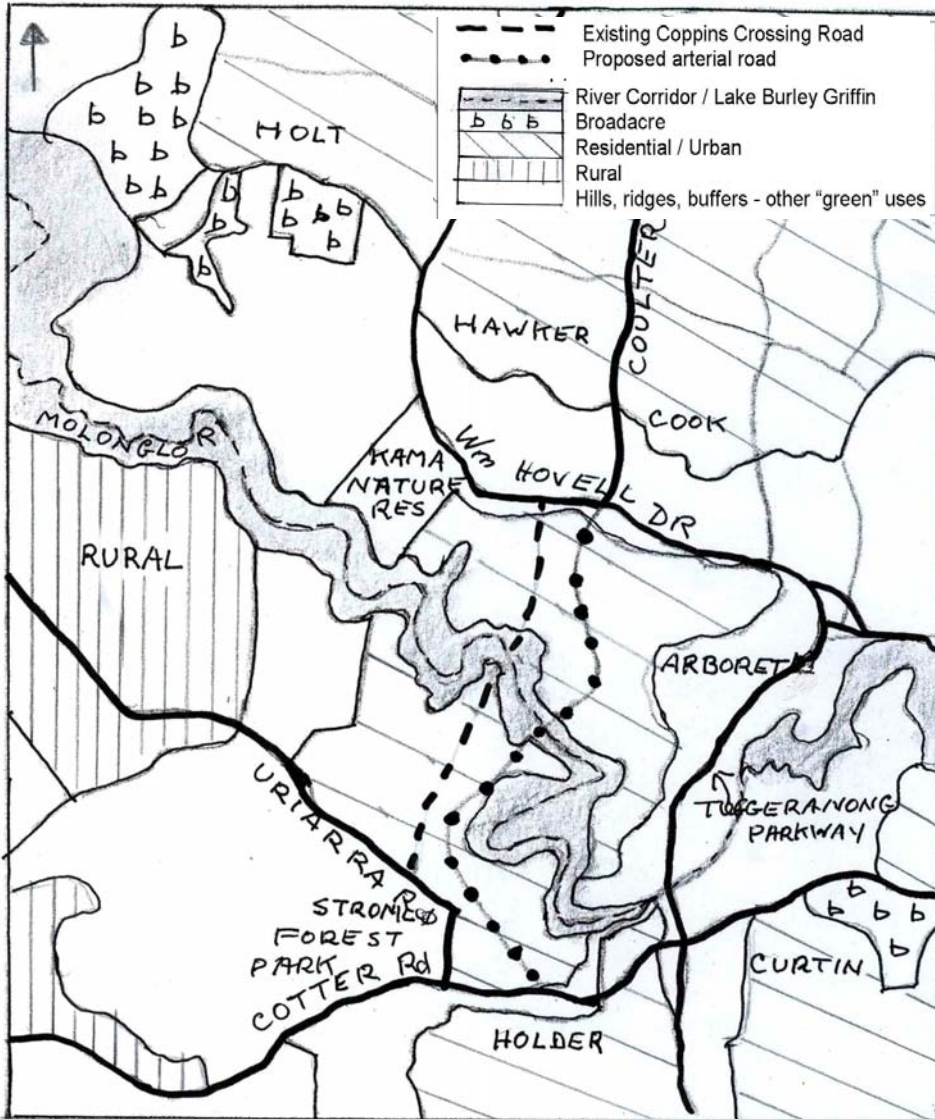 Existing Coppins Crossing Road
Proposed arterial road
River Corridor / Lake Burley Griffin
b b b Broadacre
Residential / Urban
Rural
Hills, ridges, buffers - other “green” uses
b
b b
b b b
b b
b b
HOLT
b
b
b
b
b b b
b
b
HAWKER
COULTER
COOK
MOLONGLO R
KAMA
NATURE
RES
Wm HOVELL DR
RURAL
ARBORET
URIARRA RD
TUGGERANONG
PARKWAY
STROMLO
FOREST
PARK
COTTER Rd
b
b b b
b
CURTIN
HOLDER